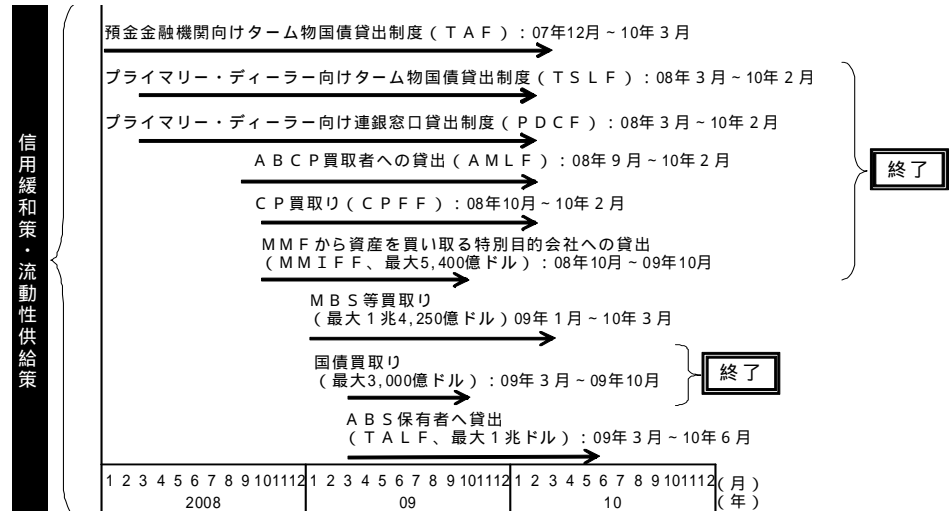 信用緩和策・流動性供給策
預金金融機関向けターム物国債貸出制度（ＴＡＦ）：07年12月～10年３月
プライマリー・ディーラー向けターム物国債貸出制度（ＴＳＬＦ）：08年３月～10年２月
プライマリー・ディーラー向け連銀窓口貸出制度（ＰＤＣＦ）：08年３月～10年２月
ＡＢＣＰ買取者への貸出（ＡＭＬＦ）：08年９月～10年２月
終了
ＣＰ買取り（ＣＰＦＦ）：08年10月～10年２月
ＭＭＦから資産を買い取る特別目的会社への貸出
（ＭＭＩＦＦ、最大5,400億ドル）：08年10月～09年10月
ＭＢＳ等買取り
（最大１兆4,250億ドル）09年１月～10年３月
国債買取り
（最大3,000億ドル）：09年３月～09年10月
終了
ＡＢＳ保有者へ貸出
（ＴＡＬＦ、最大１兆ドル）：09年３月～10年６月
1 2 3 4 5 6 7 8 9 10 11 12 1 2 3 4 5 6 7 8 9 10 11 12 1 2 3 4 5 6 7 8 9 10 11 12（月）
2008 09 10（年）